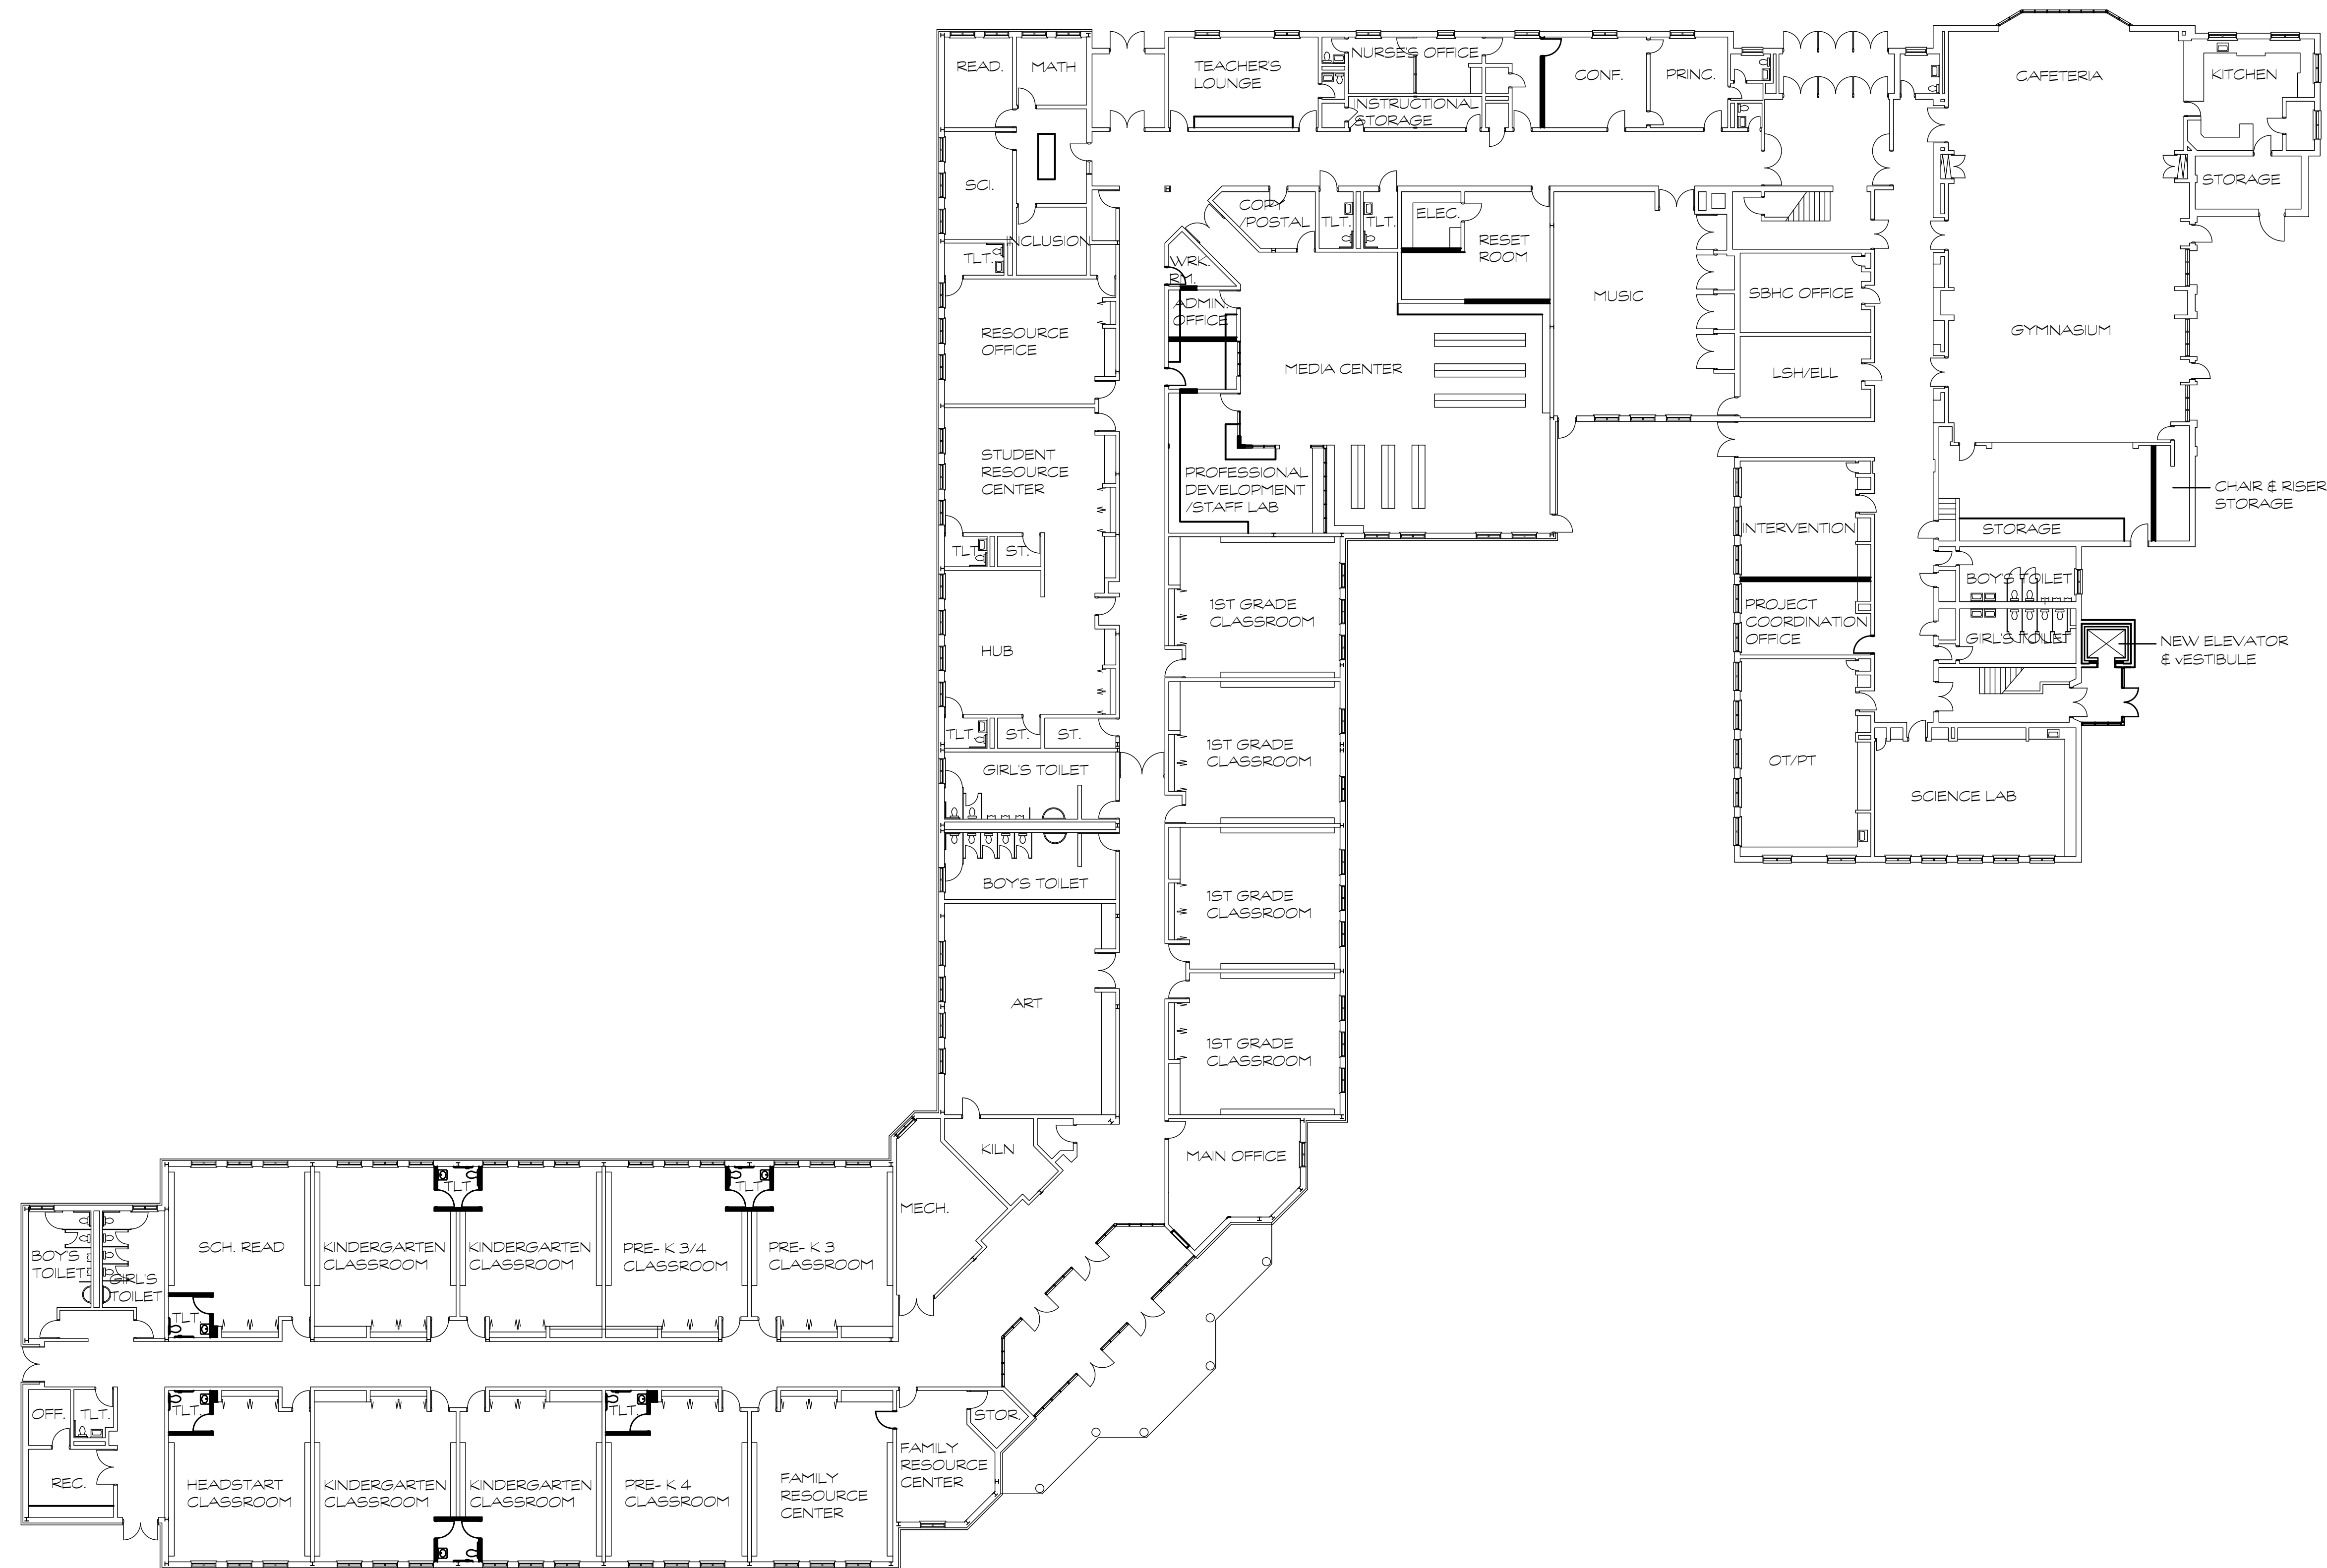 READ.
MATH
TEACHER'S
LOUNGE
NURSE'S OFFICE
INSTRUCTIONAL
STORAGE
CONF.
PRINC.
CAFETERIA
KITCHEN
STORAGE
SCI.
INCLUSION
TLT.
COPY
/POSTAL
TLT.
TLT.
ELEC.
RESET
ROOM
WRK.
RM.
ADMIN.
OFFICE
MUSIC
SBHC OFFICE
LSH/ELL
GYMNASIUM
RESOURCE
OFFICE
MEDIA CENTER
STUDENT
RESOURCE
CENTER
PROFESSIONAL
DEVELOPMENT
/STAFF LAB
CHAIR & RISER
STORAGE
STORAGE
INTERVENTION
TLT.
ST.
BOY'S TOILET
PROJECT
COORDINATION
OFFICE
GIRL'S TOILET
NEW ELEVATOR
& VESTIBULE
1ST GRADE
CLASSROOM
HUB
TLT.
ST.
ST.
1ST GRADE
CLASSROOM
OT/PT
SCIENCE LAB
GIRL'S TOILET
BOY'S TOILET
1ST GRADE
CLASSROOM
ART
1ST GRADE
CLASSROOM
KILN
MAIN OFFICE
MECH.
TLT
TLT
BOY'S
TOILET
GIRL'S
TOILET
SCH. READ
KINDERGARTEN
CLASSROOM
KINDERGARTEN
CLASSROOM
PRE- K 3/4
CLASSROOM
PRE- K 3
CLASSROOM
TLT.
OFF.
TLT.
TLT.
TLT
STOR.
REC.
HEADSTART
CLASSROOM
KINDERGARTEN
CLASSROOM
KINDERGARTEN
CLASSROOM
PRE- K 4
CLASSROOM
FAMILY
RESOURCE
CENTER
FAMILY
RESOURCE
CENTER